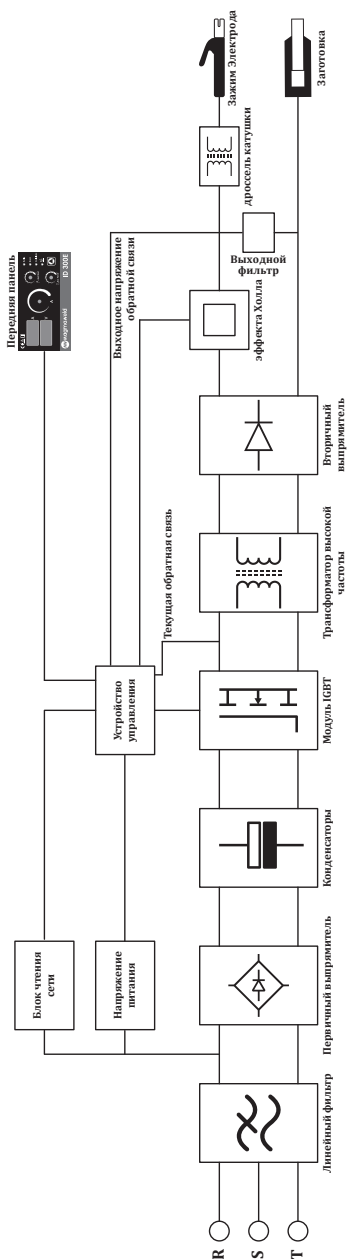 Передняя панель
magmaweld
ID 300E
Зажим Электрода
Заготовка
дроссель катушки
Выходное напряжение
обратной связи
Выходной
фильтр
эффекта Холла
Вторичный
выпрямитель
Текущая обратная связь
Трансформатор высокой
частоты
Устройство
управления
Модуль IGBT
Конденсаторы
Блок чтения
сети
Напряжение
питания
Первичный выпрямитель
Линейный фильтр
R
S
T